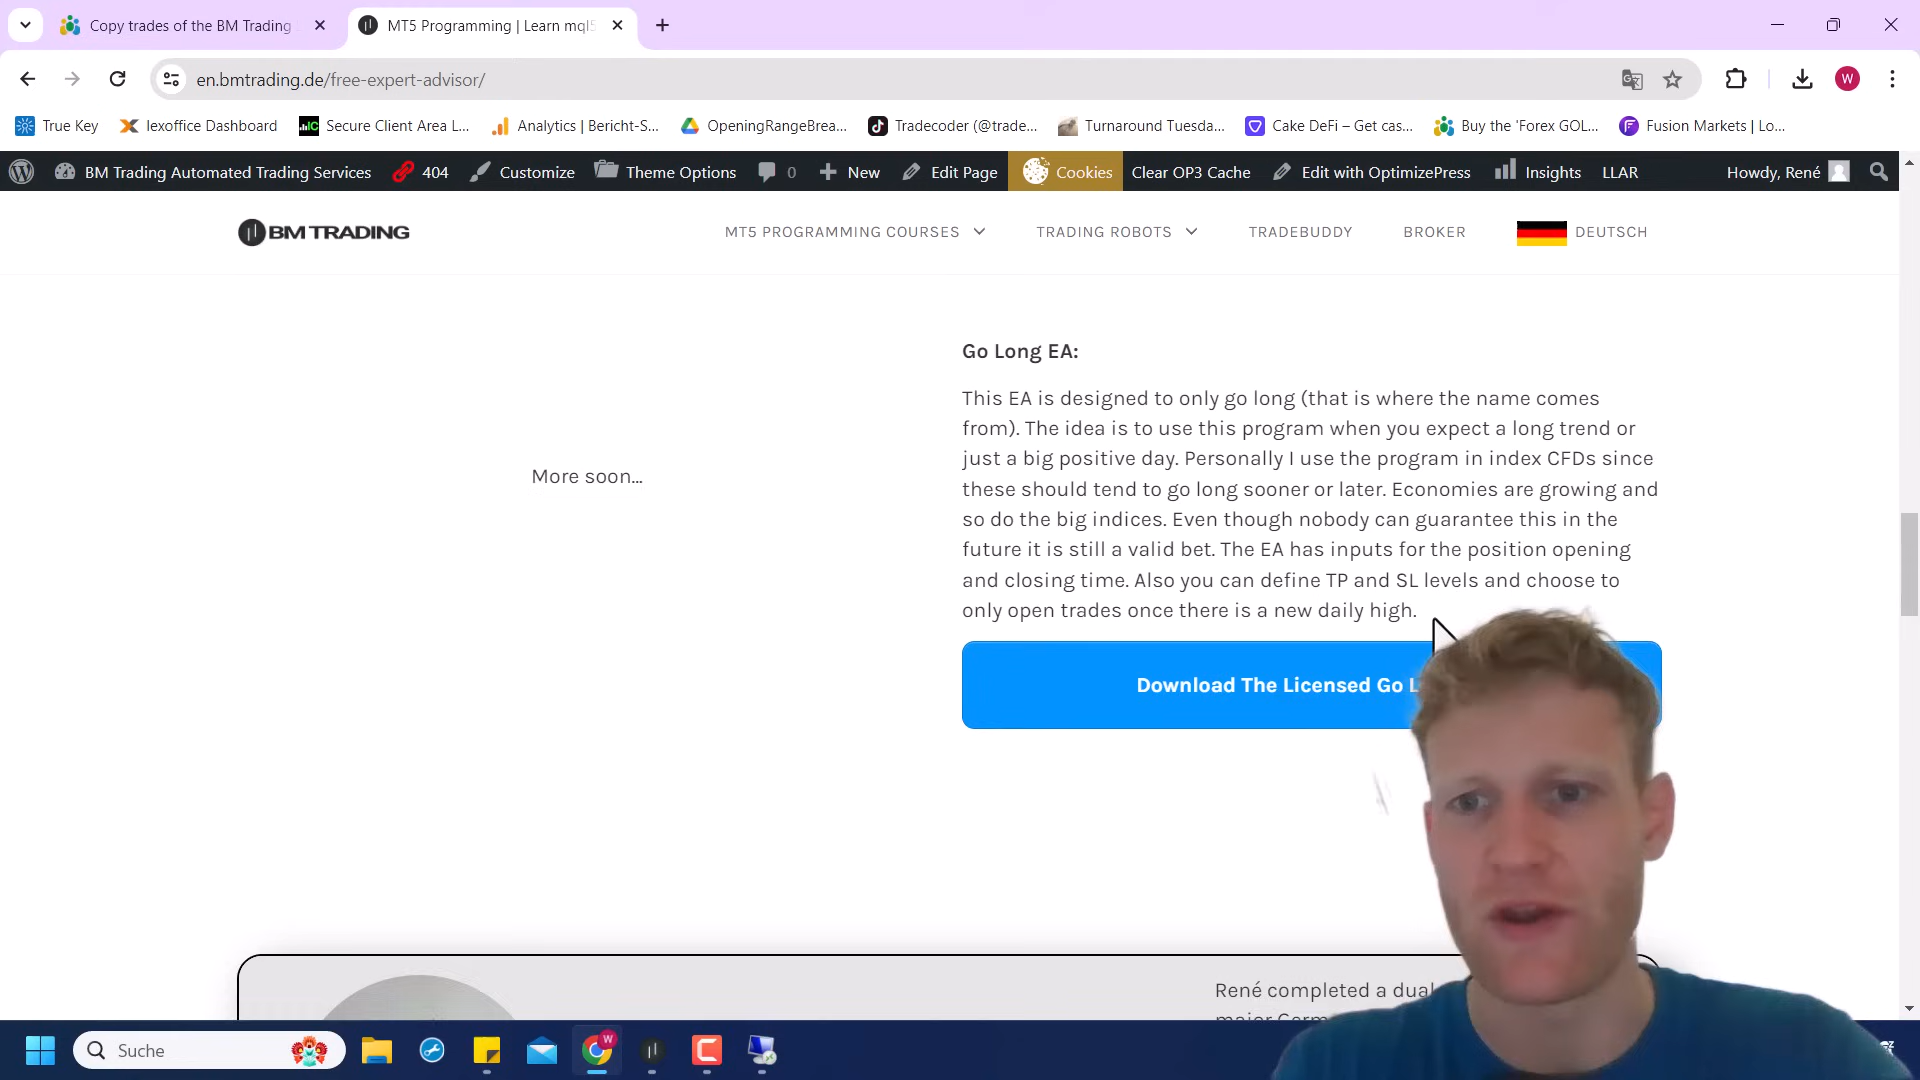 Copy trades of the BM Trading
MT5 Programming | Learn mql5
en.bmtrading.de/free-expert-advisor/
W
True Key
lexoffice Dashboard
Secure Client Area L...
Analytics | Bericht-S...
OpeningRangeBrea...
Tradecoder (@trade...
Turnaround Tuesda...
Cake DeFi – Get cas...
Buy the 'Forex GOL...
Fusion Markets | Lo...
BM Trading Automated Trading Services
404
Customize
Theme Options
0
New
Edit Page
Cookies
Clear OP3 Cache
Edit with OptimizePress
Insights
LLAR
Howdy, René
BM TRADING
MT5 PROGRAMMING COURSES
TRADING ROBOTS
TRADEBUDDY
BROKER
DEUTSCH
More soon...
Go Long EA:
This EA is designed to only go long (that is where the name comes
from). The idea is to use this program when you expect a long trend or
just a big positive day. Personally I use the program in index CFDs since
these should tend to go long sooner or later. Economies are growing and
so do the big indices. Even though nobody can guarantee this in the
future it is still a valid bet. The EA has inputs for the position opening
and closing time. Also you can define TP and SL levels and choose to
only open trades once there is a new daily high.
Download The Licensed Go L
René completed a dual
Suche
W